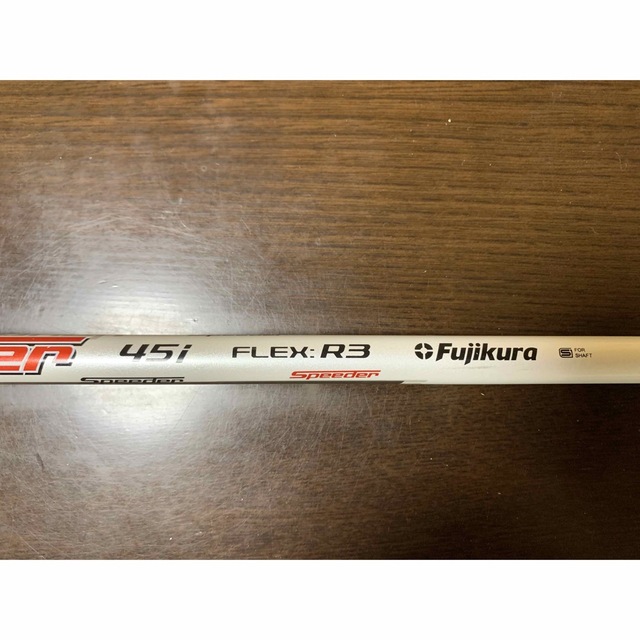 45i FLEX: R3 Fujikura FOR SHAFT
Speeder Speeder